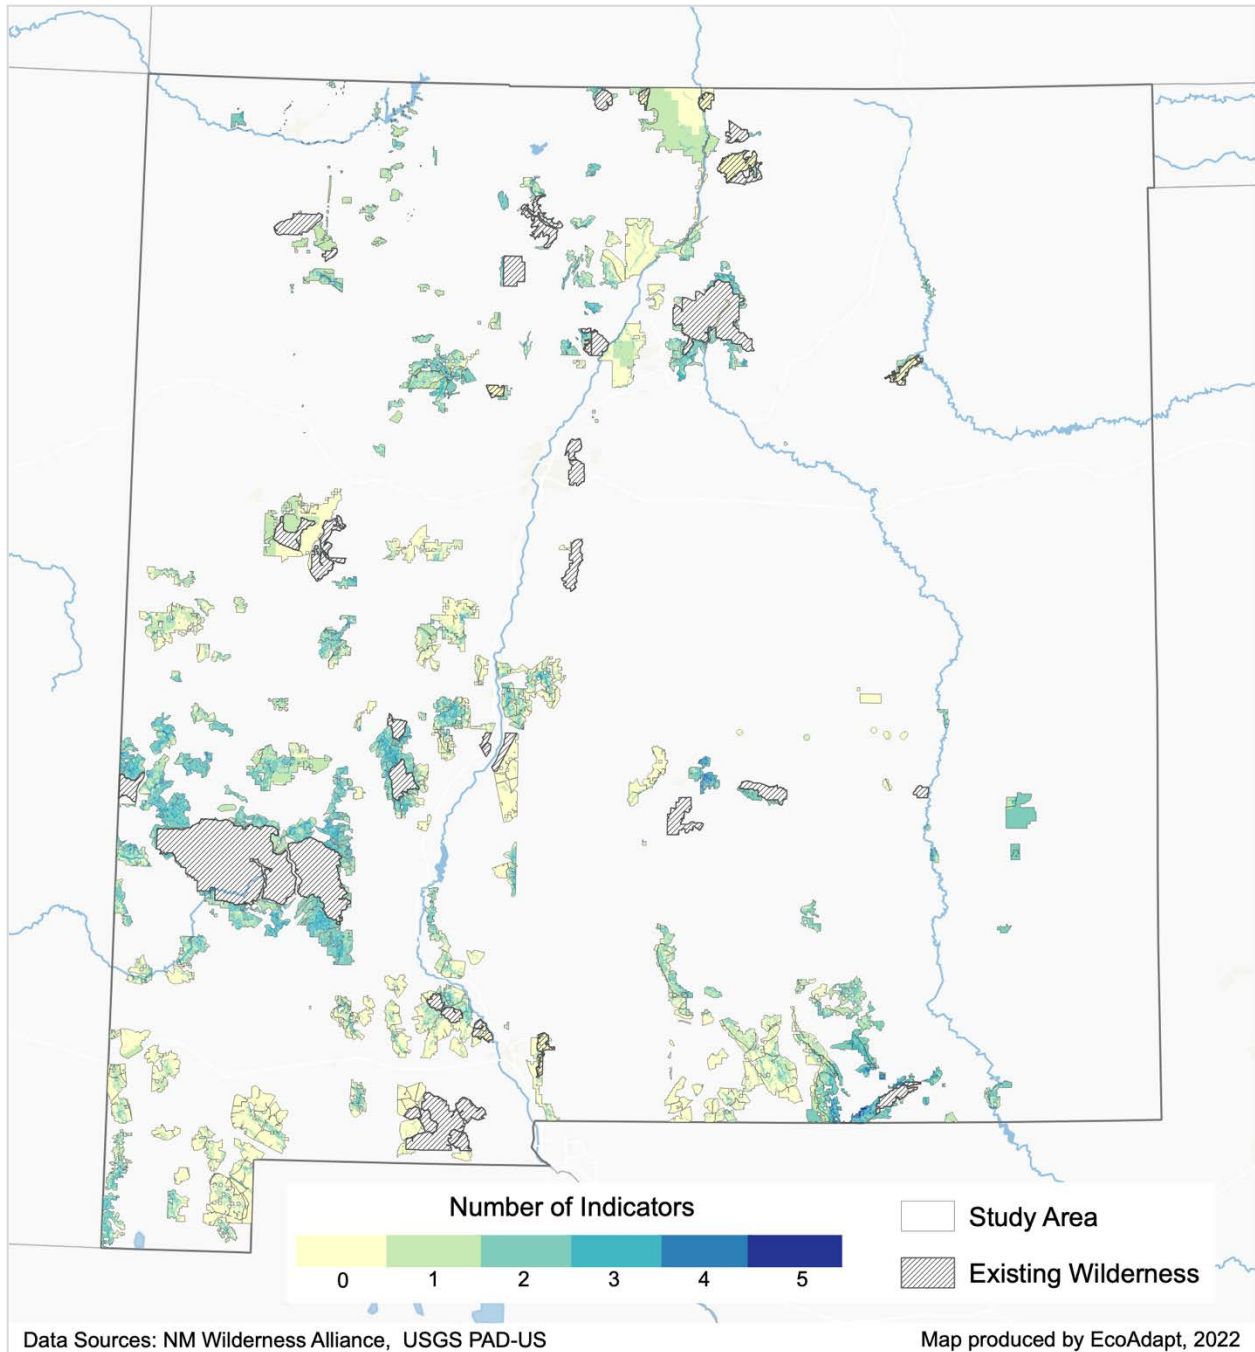 Number of Indicators
0 1 2 3 4 5
Study Area
Existing Wilderness
Data Sources: NM Wilderness Alliance, USGS PAD-US
Map produced by EcoAdapt, 2022